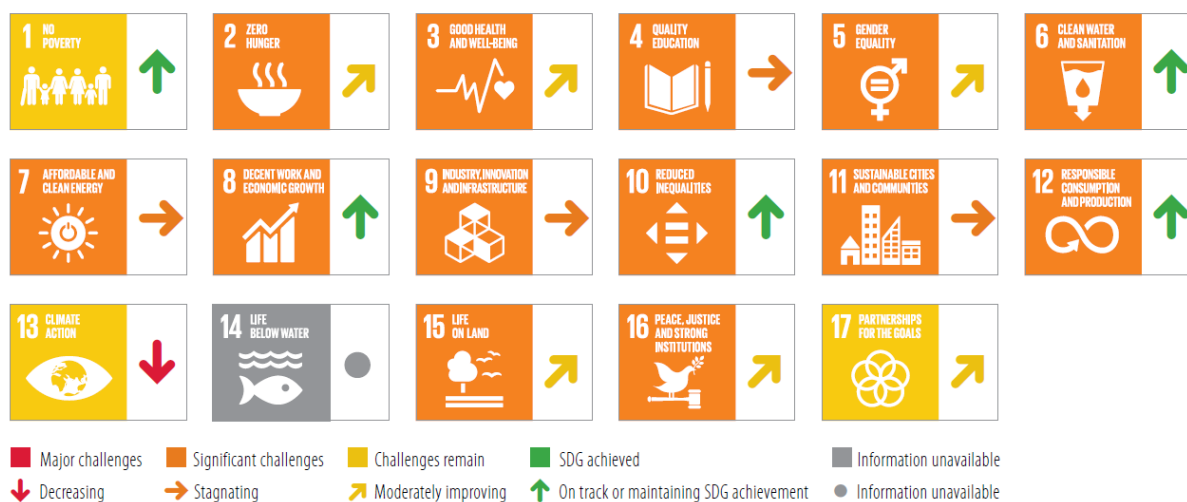 1 NO
POVERTY
2 ZERO
HUNGER
3 GOOD HEALTH
AND WELL-BEING
4 QUALITY
EDUCATION
5 GENDER
EQUALITY
6 CLEAN WATER
AND SANITATION
7 AFFORDABLE AND
CLEAN ENERGY
8 DECENT WORK AND
ECONOMIC GROWTH
9 INDUSTRY, INNOVATION
AND INFRASTRUCTURE
10 REDUCED
INEQUALITIES
11 SUSTAINABLE CITIES
AND COMMUNITIES
12 RESPONSIBLE
CONSUMPTION
AND PRODUCTION
13 CLIMATE
ACTION
14 LIFE
BELOW WATER
15 LIFE
ON LAND
16 PEACE, JUSTICE
AND STRONG
INSTITUTIONS
17 PARTNERSHIPS
FOR THE GOALS
Major challenges
Significant challenges
Challenges remain
SDG achieved
Information unavailable
Decreasing
Stagnating
Moderately improving
On track or maintaining SDG achievement
Information unavailable